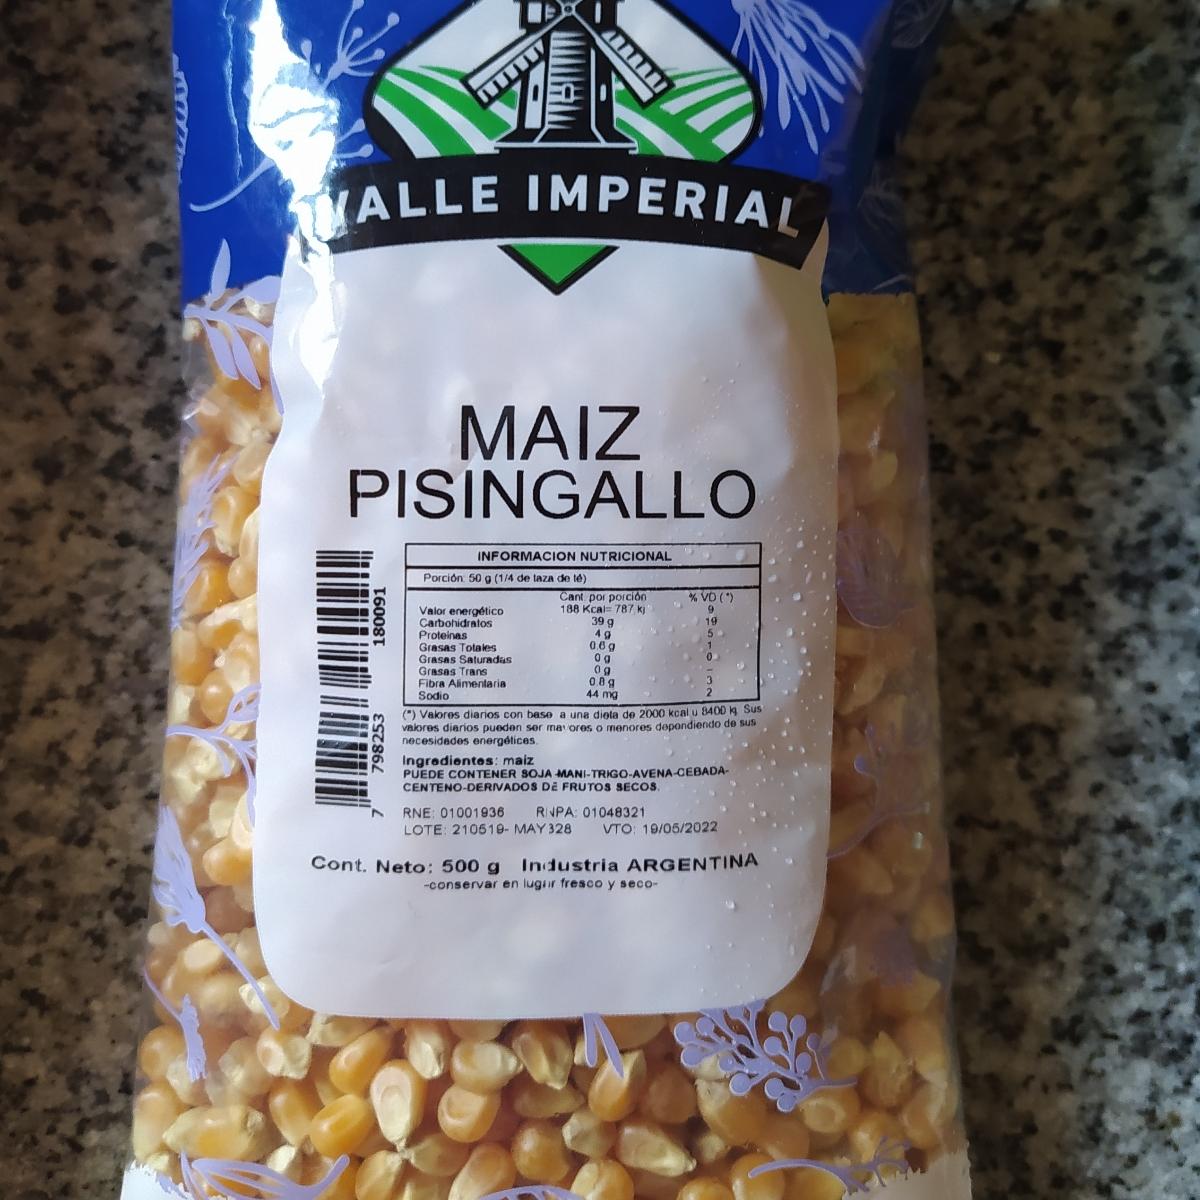 VALLE IMPERIAL
MAIZ
PISINGALLO
INFORMACION NUTRICIONAL
Porción: 50 g (1/4 de taza de té)
Cant. por porción % VD (*)
Valor energético 188 Kcal= 787 kj 9
Carbohidratos 39 g 19
Proteinas 4 g 5
Grasas Totales 0.6 g 1
Grasas Saturadas 0 g 0
Grasas Trans 0 g --
Fibra Alimentaria 0.8 g 3
Sodio 44 mg 2
(*) Valores diarios con base a una dieta de 2000 kcal u 8400 kj. Sus
valores diarios pueden ser mayores o menores dependiendo de sus
necesidades energéticas.
Ingredientes: maiz
PUEDE CONTENER SOJA-MANI-TRIGO-AVENA-CEBADA-
CENTENO-DERIVADOS DE FRUTOS SECOS.
RNE: 01001936 RNPA: 01048321
LOTE: 210519- MAY328 VTO: 19/05/2022
Cont. Neto: 500 g Industria ARGENTINA
-conservar en lugar fresco y seco-
7 798253 180091